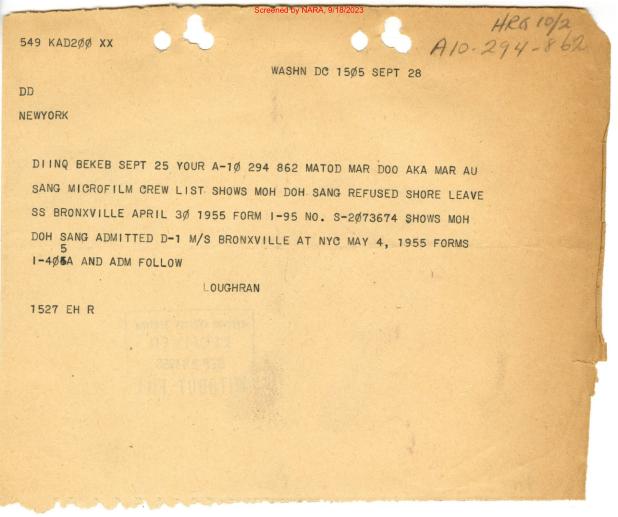 Screened by NARA, 9/18/2023
HRG 10/2
A10-294-862
549 KAD2ØØ XX
WASHN DC 15Ø5 SEPT 28
DD
NEWYORK
DIINQ BEKEB SEPT 25 YOUR A-1Ø 294 862 MATOD MAR DOO AKA MAR AU
SANG MICROFILM CREW LIST SHOWS MOH DOH SANG REFUSED SHORE LEAVE
SS BRONXVILLE APRIL 3Ø 1955 FORM I-95 NO. S-2Ø73674 SHOWS MOH
DOH SANG ADMITTED D-1 M/S BRONXVILLE AT NYC MAY 4, 1955 FORMS
5
I-4Ø6A AND ADM FOLLOW
LOUGHRAN
1527 EH R